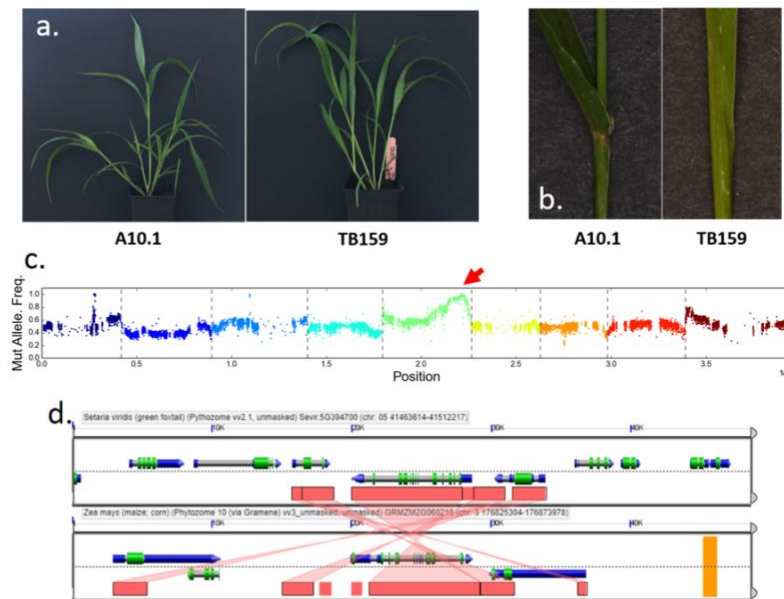 a.
b.
A10.1
TB159
A10.1
TB159
c.
Mut Allele. Freq.
1.0
0.8
0.6
0.4
0.2
0.0
0.0
0.5
1.0
1.5
2.0
2.5
3.0
3.5
Position
d.
Setaria viridis (green foxtail) (Phytozome vv2.1, unmasked) Sevir.5G394700 (chr: 05 41463614-41512217)
10K
20K
30K
40K
Zea mays (maize; corn) (Phytozome 10 (via Gramene) vv3_unmasked, unmasked) GRMZM2G060216 (chr: 3 176825304-176873978)
10K
20K
30K
40K